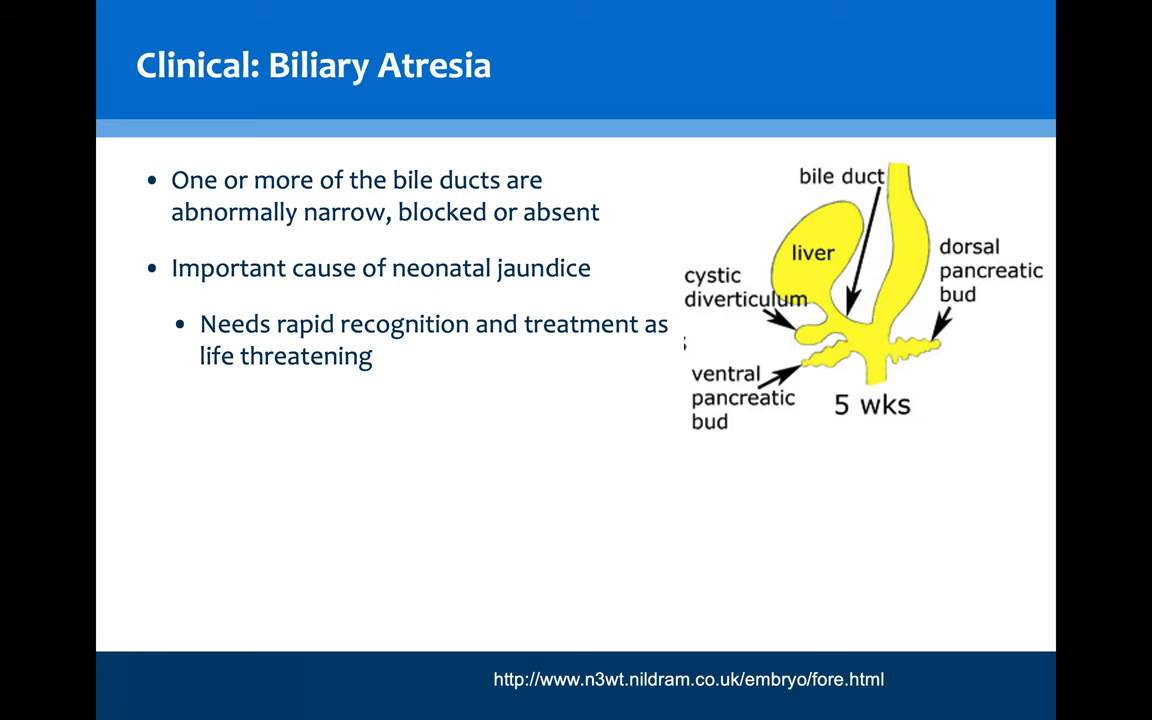 Clinical: Biliary Atresia
• One or more of the bile ducts are
abnormally narrow, blocked or absent
• Important cause of neonatal jaundice
• Needs rapid recognition and treatment as
life threatening
bile duct
liver
cystic
diverticulum
dorsal
pancreatic
bud
s
ventral
pancreatic
bud
5 wks
http://www.n3wt.nildram.co.uk/embryo/fore.html